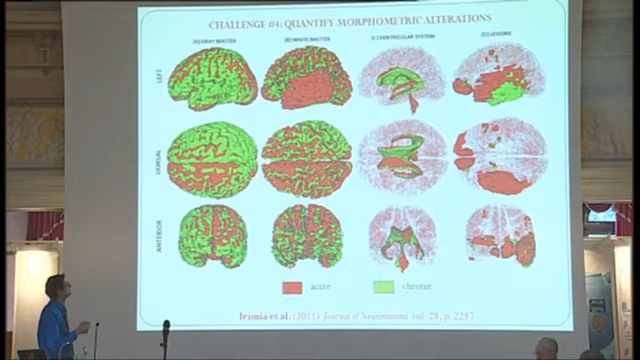 CHALLENGE #4: QUANTIFY MORPHOMETRIC ALTERATIONS
[A] GRAY MATTER [B] WHITE MATTER [C] VENTRICULAR SYSTEM [D] LESIONS
LEFT
DORSAL
ANTERIOR
acute chronic
Irimia et al. (2011) Journal of Neurotrauma vol. 28, p. 2287